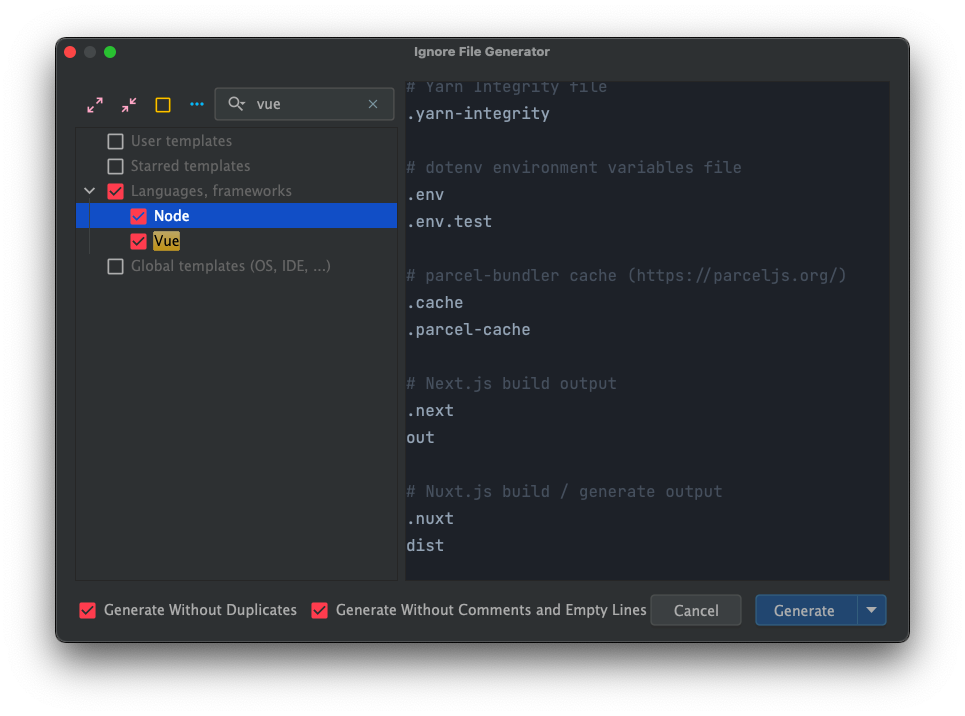 Ignore File Generator
vue
User templates
Starred templates
Languages, frameworks
Node
Vue
Global templates (OS, IDE, ...)
# Yarn Integrity file
.yarn-integrity
# dotenv environment variables file
.env
.env.test
# parcel-bundler cache (https://parceljs.org/)
.cache
.parcel-cache
# Next.js build output
.next
out
# Nuxt.js build / generate output
.nuxt
dist
Generate Without Duplicates
Generate Without Comments and Empty Lines
Cancel
Generate